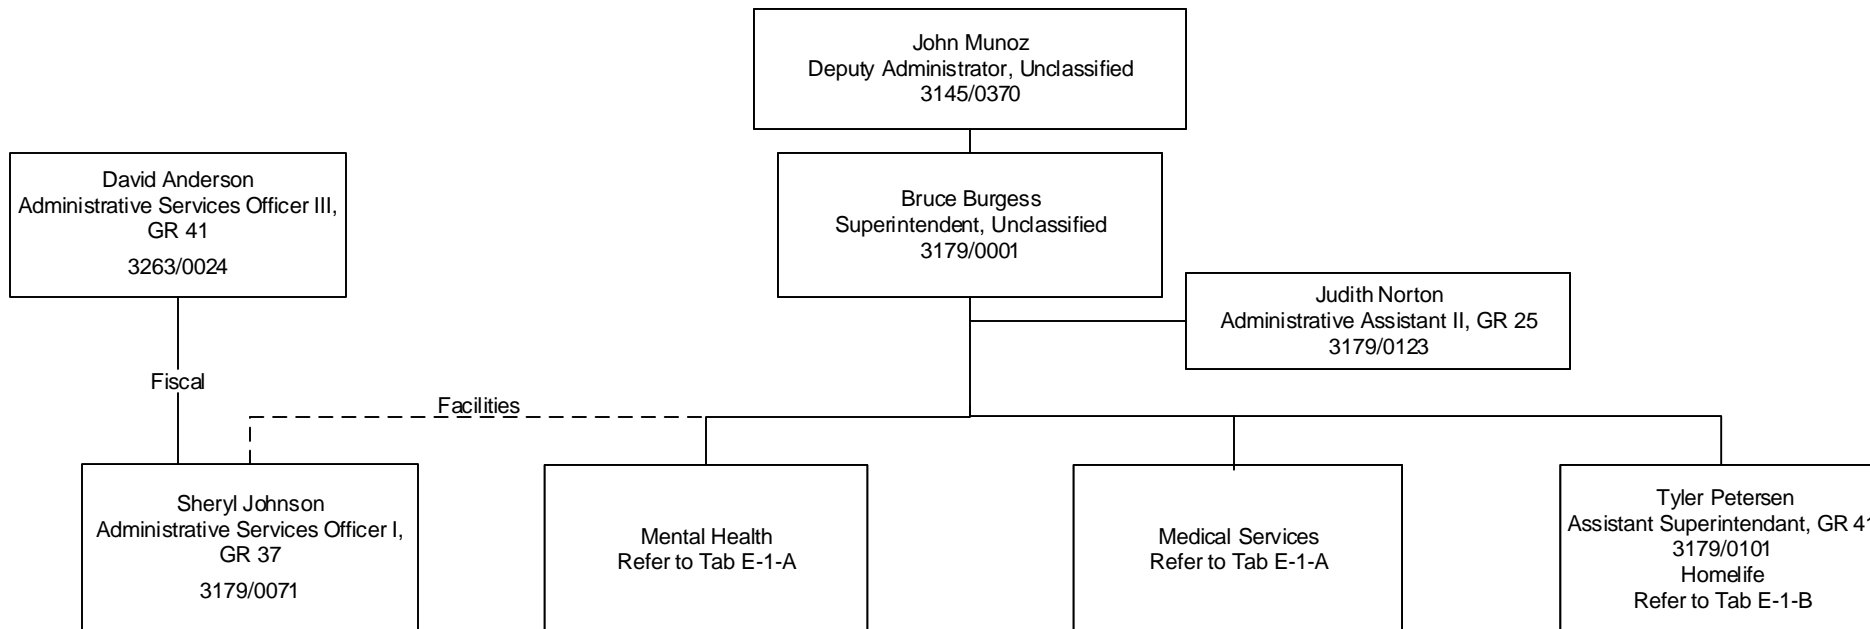 John Munoz
Deputy Administrator, Unclassified
3145/0370
David Anderson
Administrative Services Officer III,
GR 41
3263/0024
Bruce Burgess
Superintendent, Unclassified
3179/0001
Judith Norton
Administrative Assistant II, GR 25
3179/0123
Fiscal
Facilities
Sheryl Johnson
Administrative Services Officer I,
GR 37
3179/0071
Mental Health
Refer to Tab E-1-A
Medical Services
Refer to Tab E-1-A
Tyler Petersen
Assistant Superintendant, GR 41
3179/0101
Homelife
Refer to Tab E-1-B